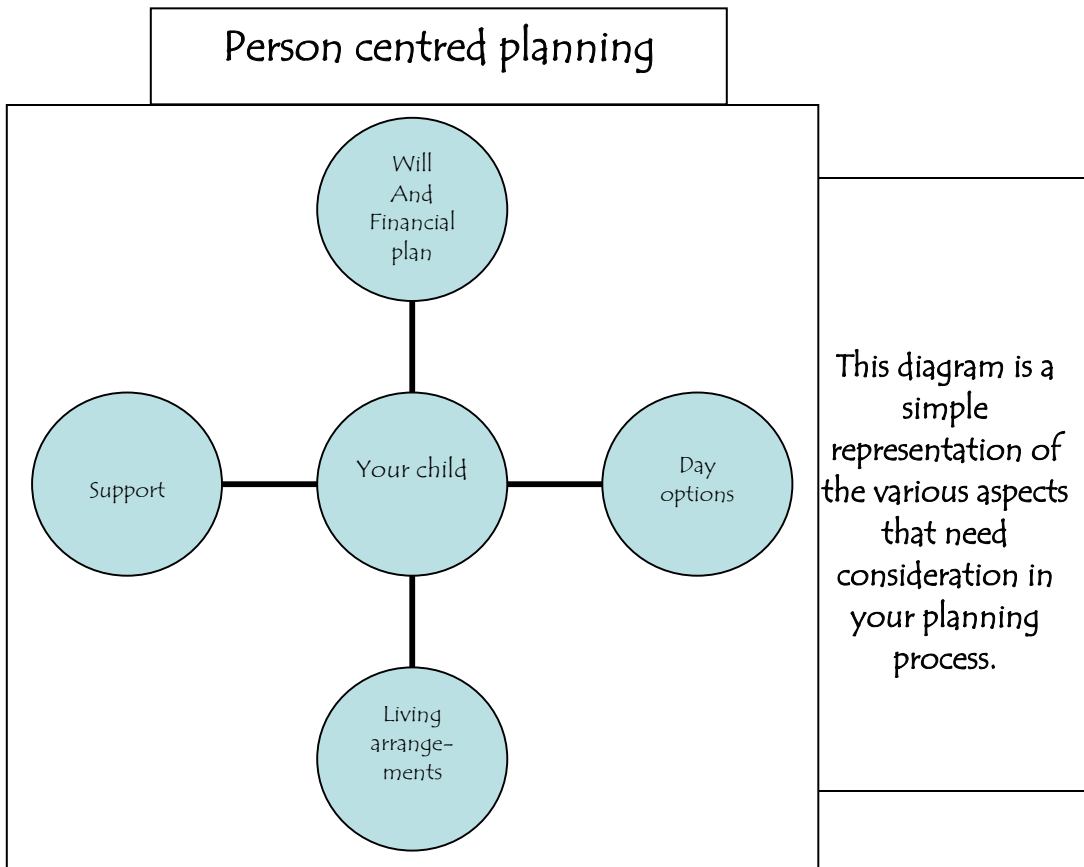 Person centred planning
Will
And
Financial
plan
Support
Your child
Day
options
Living
arrange-
ments
This diagram is a
simple
representation of
the various aspects
that need
consideration in
your planning
process.